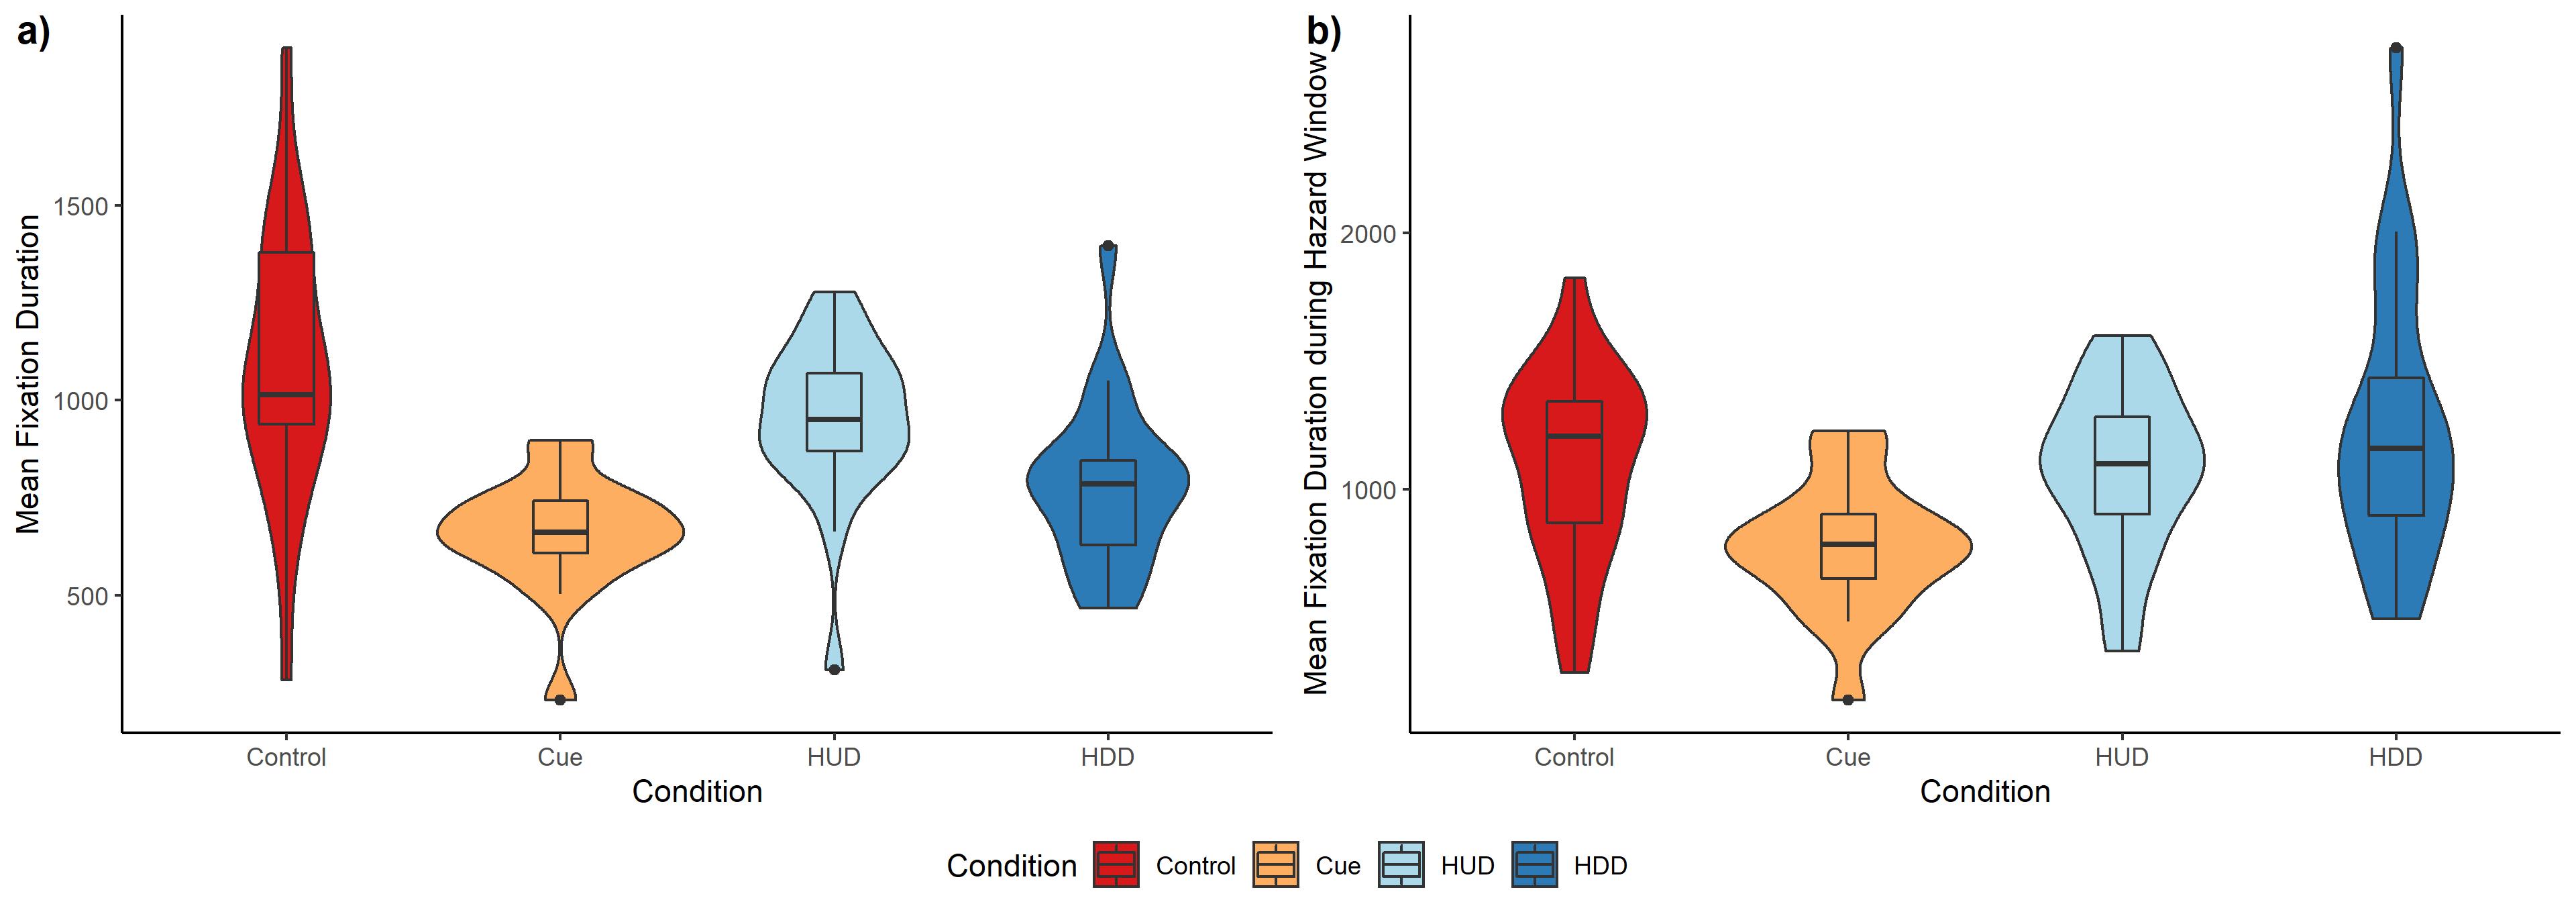 a)
Mean Fixation Duration
1500
1000
500
Control Cue HUD HDD
Condition
b)
Mean Fixation Duration during Hazard Window
2000
1000
Control Cue HUD HDD
Condition
Condition Control Cue HUD HDD